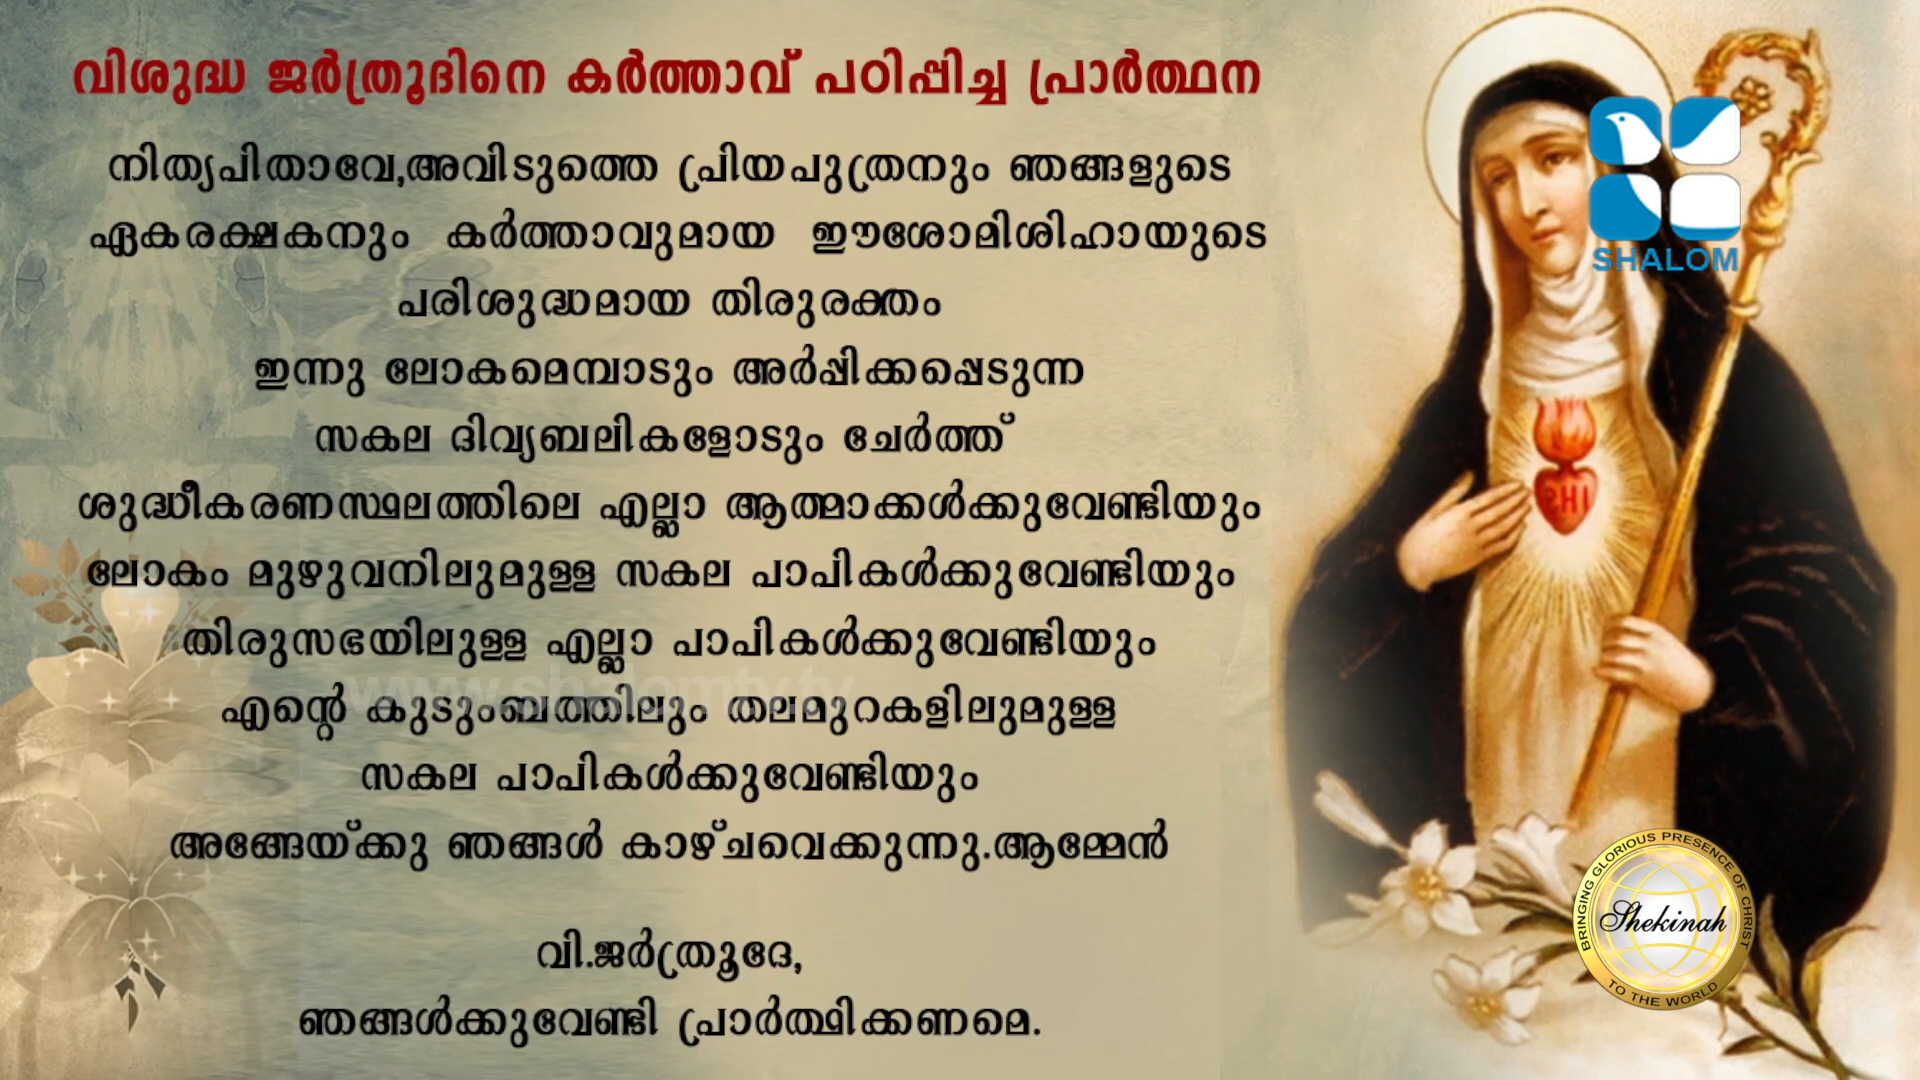 വിശുദ്ധ ജർത്രൂദിനെ കർത്താവ് പഠിപ്പിച്ച പ്രാർത്ഥന
നിത്യപിതാവേ,അവിടുത്തെ പ്രിയപുത്രനും ഞങ്ങളുടെ
ഏകരക്ഷകനും കർത്താവുമായ ഈശോമിശിഹായുടെ
പരിശുദ്ധമായ തിരുരക്തം
ഇന്നു ലോകമെമ്പാടും അർപ്പിക്കപ്പെടുന്ന
സകല ദിവ്യബലികളോടും ചേർത്ത്
ശുദ്ധീകരണസ്ഥലത്തിലെ എല്ലാ ആത്മാക്കൾക്കുവേണ്ടിയും
ലോകം മുഴുവനിലുമുള്ള സകല പാപികൾക്കുവേണ്ടിയും
തിരുസഭയിലുള്ള എല്ലാ പാപികൾക്കുവേണ്ടിയും
www.shalomtv.tv
എന്റെ കുടുംബത്തിലും തലമുറകളിലുമുള്ള
സകല പാപികൾക്കുവേണ്ടിയും
അങ്ങേയ്ക്കു ഞങ്ങൾ കാഴ്ചവെക്കുന്നു.ആമ്മേൻ
വി.ജർത്രൂദേ,
ഞങ്ങൾക്കുവേണ്ടി പ്രാർത്ഥിക്കണമെ.
SHALOM
BRINGING GLORIOUS PRESENCE OF CHRIST
Shekinah
TO THE WORLD